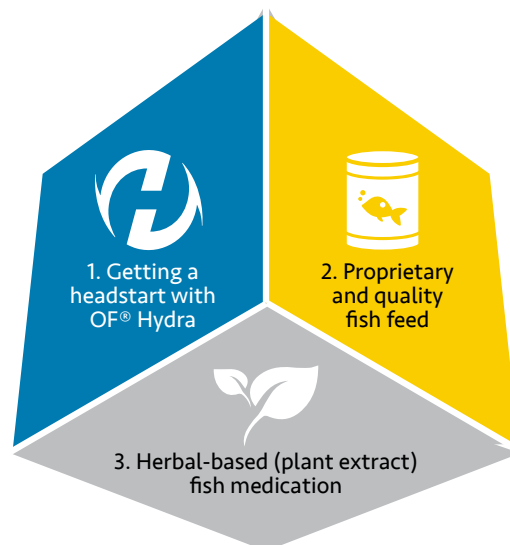 1. Getting a
headstart with
OF® Hydra
2. Proprietary
and quality
fish feed
3. Herbal-based (plant extract)
fish medication